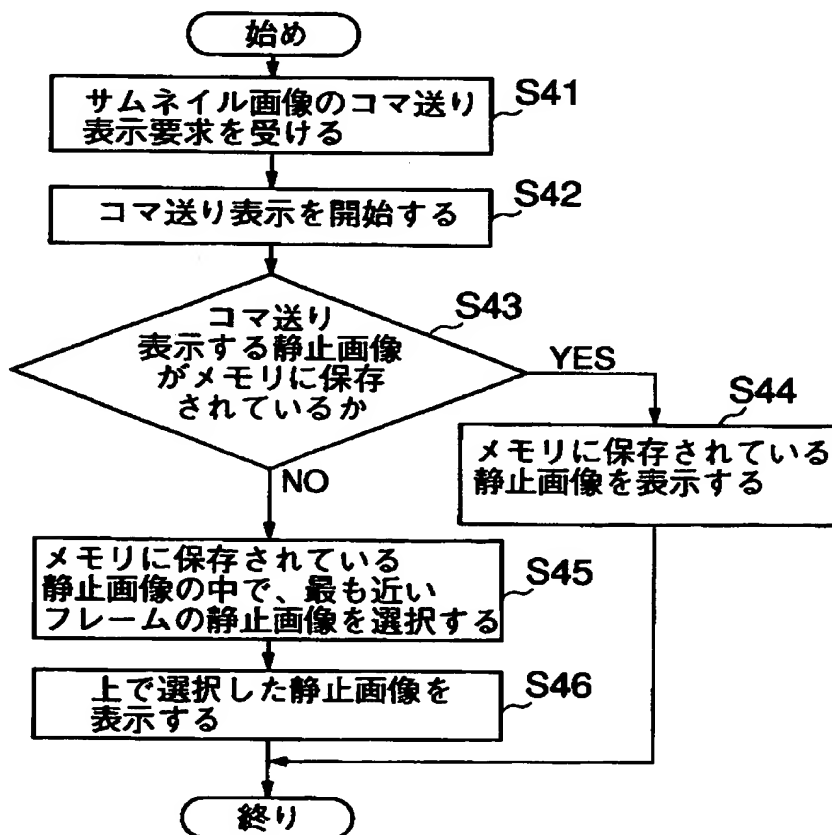 始め
サムネイル画像のコマ送り
表示要求を受ける
S41
コマ送り表示を開始する
S42
コマ送り
表示する静止画像
がメモリに保存
されているか
S43
YES
S44
メモリに保存されている
静止画像を表示する
NO
メモリに保存されている
静止画像の中で、最も近い
フレームの静止画像を選択する
S45
上で選択した静止画像を
表示する
S46
終り